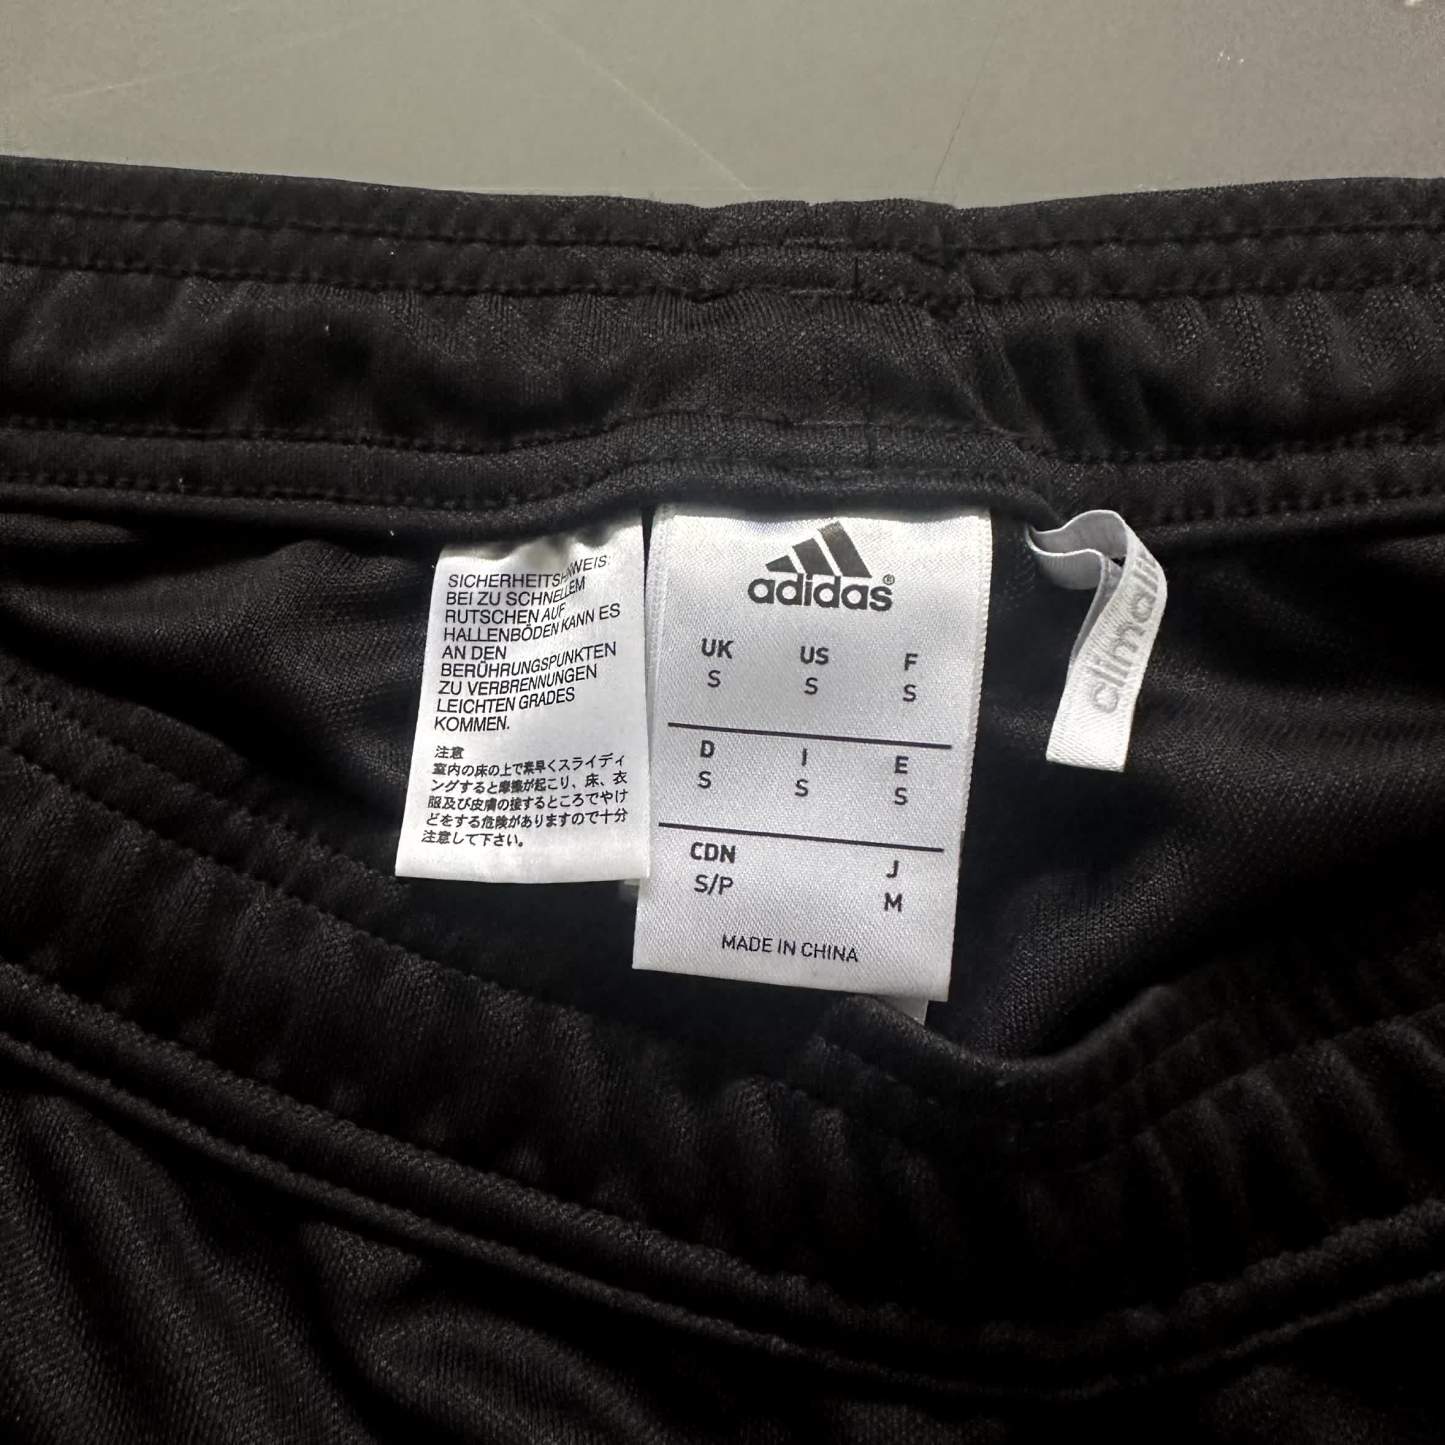 SICHERHEITSHINWEIS:
BEI ZU SCHNELLEM
RUTSCHEN AUF
HALLENBÖDEN KANN ES
AN DEN
BERÜHRUNGSPUNKTEN
ZU VERBRENNUNGEN
LEICHTEN GRADES
KOMMEN.
注意
室内の床の上で素早くスライディ
ングすると摩擦が起こり、床、衣
服及び皮膚の接するところでやけ
どをする危険がありますので十分
注意して下さい。
adidas®
UK US F
S S S
D I E
S S S
CDN J
S/P M
MADE IN CHINA
climali